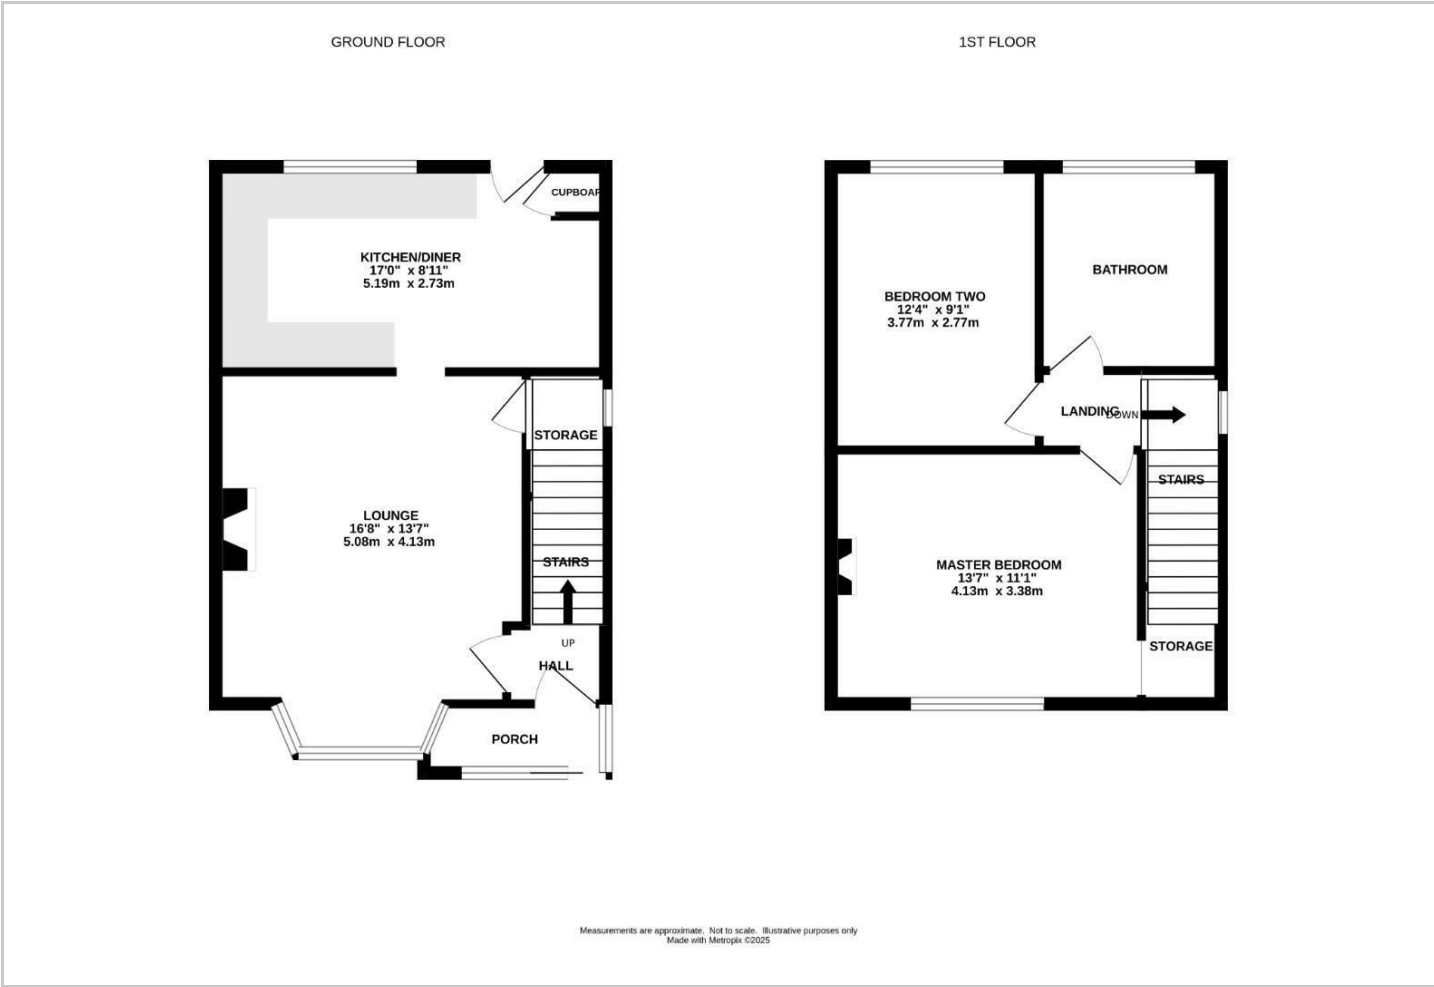 GROUND FLOOR
CUPBOAR
KITCHEN/DINER
17'0" x 8'11"
5.19m x 2.73m
STORAGE
LOUNGE
16'8" x 13'7"
5.08m x 4.13m
STAIRS
UP
HALL
PORCH
1ST FLOOR
BATHROOM
BEDROOM TWO
12'4" x 9'1"
3.77m x 2.77m
LANDING
DOWN
STAIRS
MASTER BEDROOM
13'7" x 11'1"
4.13m x 3.38m
STORAGE
Measurements are approximate. Not to scale. Illustrative purposes only
Made with Metropix ©2025